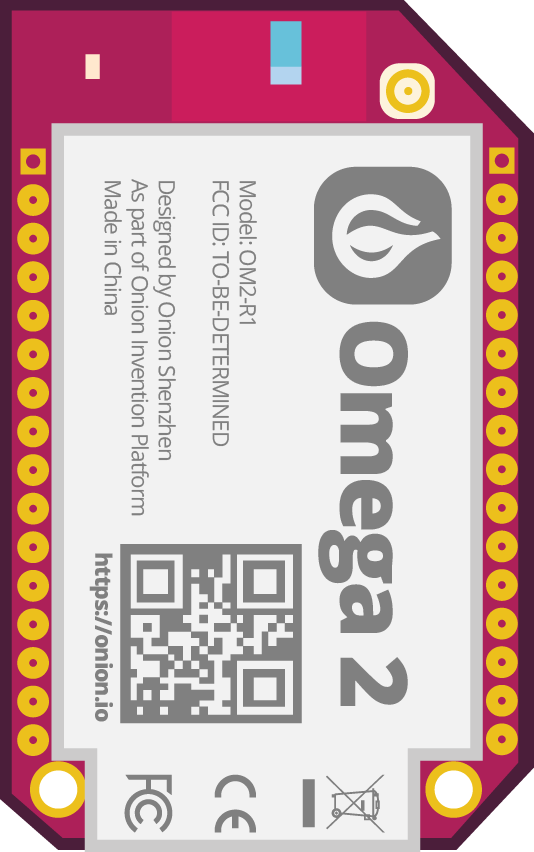 omega 2
Model: OM2-R1
FCC ID: TO-BE-DETERMINED
Designed by Onion Shenzhen
As part of Onion Invention Platform
Made in China
https://onion.io
FC
CE